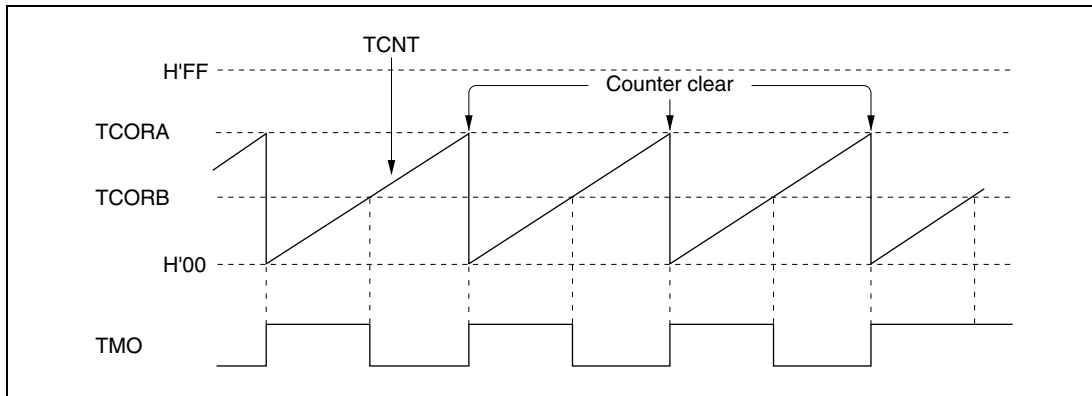 TCNT
H'FF
Counter clear
TCORA
TCORB
H'00
TMO